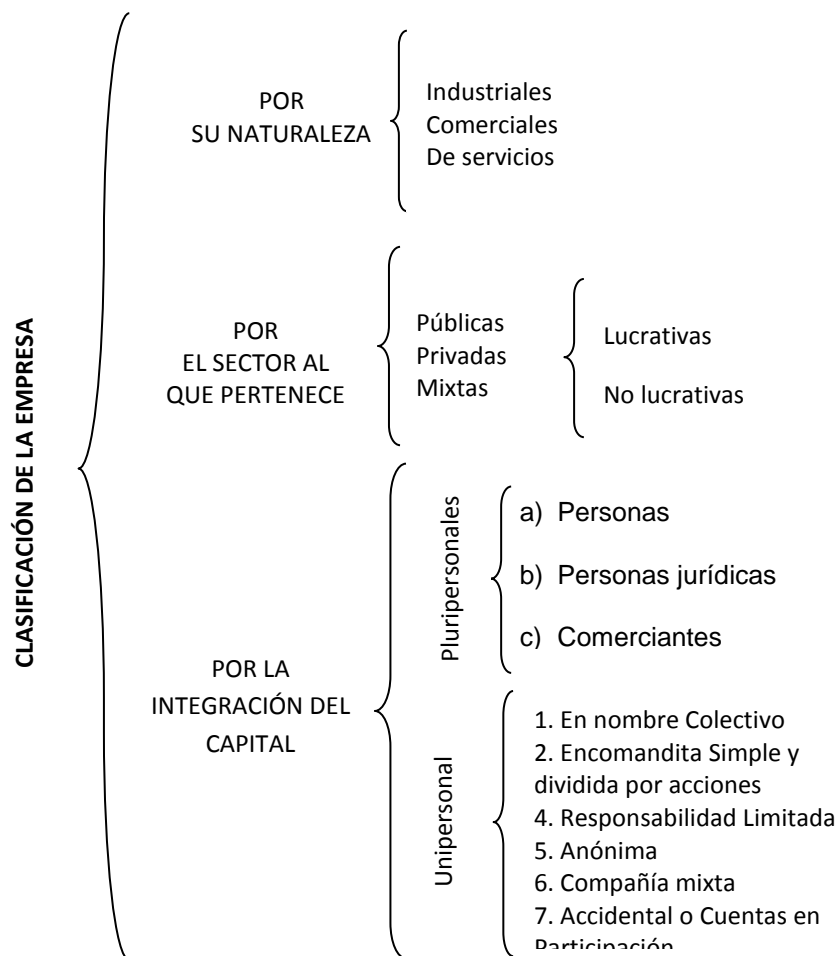 CLASIFICACIÓN DE LA EMPRESA
POR
SU NATURALEZA
Industriales
Comerciales
De servicios
POR
EL SECTOR AL
QUE PERTENECE
Públicas
Privadas
Mixtas
Lucrativas
No lucrativas
POR LA
INTEGRACIÓN DEL
CAPITAL
Pluripersonales
a) Personas
b) Personas jurídicas
c) Comerciantes
Unipersonal
1. En nombre Colectivo
2. Encomandita Simple y
dividida por acciones
4. Responsabilidad Limitada
5. Anónima
6. Compañía mixta
7. Accidental o Cuentas en
Participación